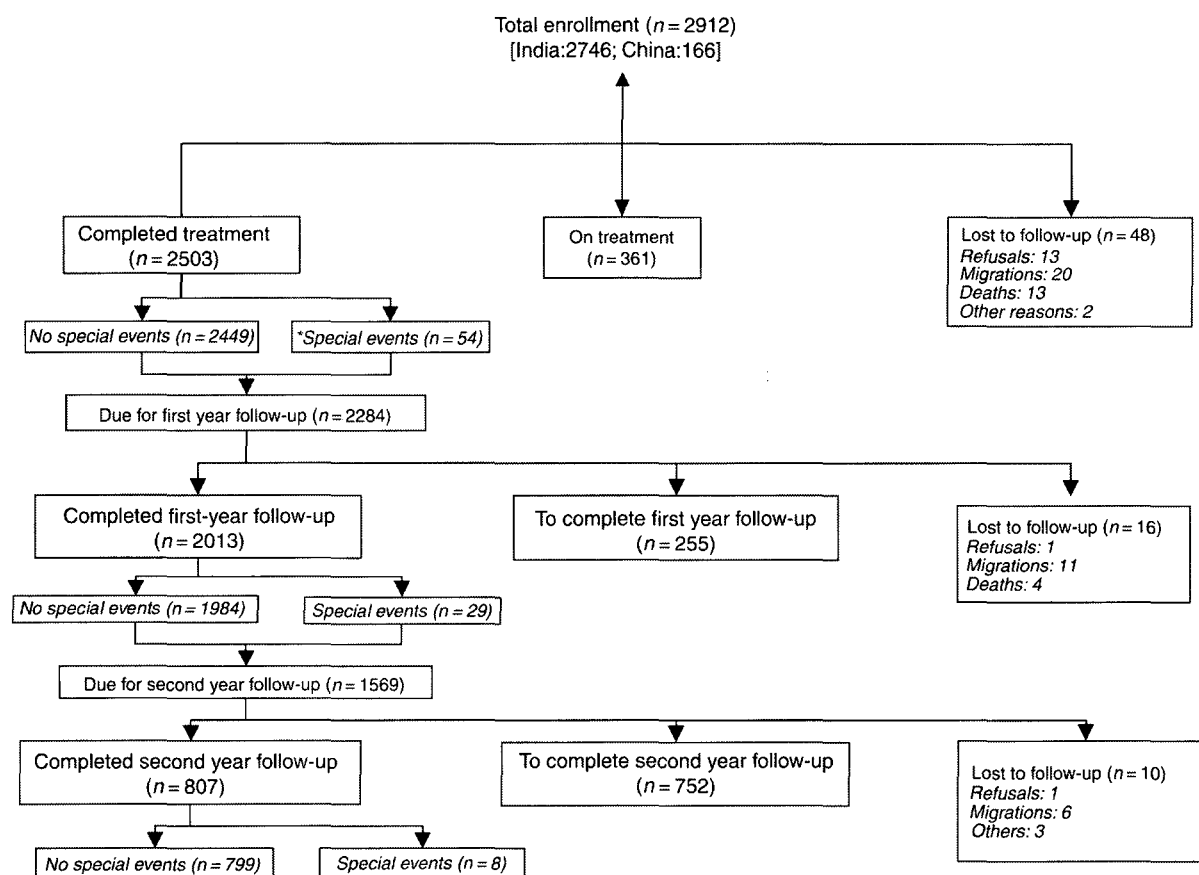 Total enrollment (n = 2912)
[India:2746; China:166]
Completed treatment
(n = 2503)
On treatment
(n = 361)
Lost to follow-up (n = 48)
Refusals: 13
Migrations: 20
Deaths: 13
Other reasons: 2
No special events (n = 2449)
*Special events (n = 54)
Due for first year follow-up (n = 2284)
Completed first-year follow-up
(n = 2013)
To complete first year follow-up
(n = 255)
Lost to follow-up (n = 16)
Refusals: 1
Migrations: 11
Deaths: 4
No special events (n = 1984)
Special events (n = 29)
Due for second year follow-up (n = 1569)
Completed second year follow-up
(n = 807)
To complete second year follow-up
(n = 752)
Lost to follow-up (n = 10)
Refusals: 1
Migrations: 6
Others: 3
No special events (n = 799)
Special events (n = 8)